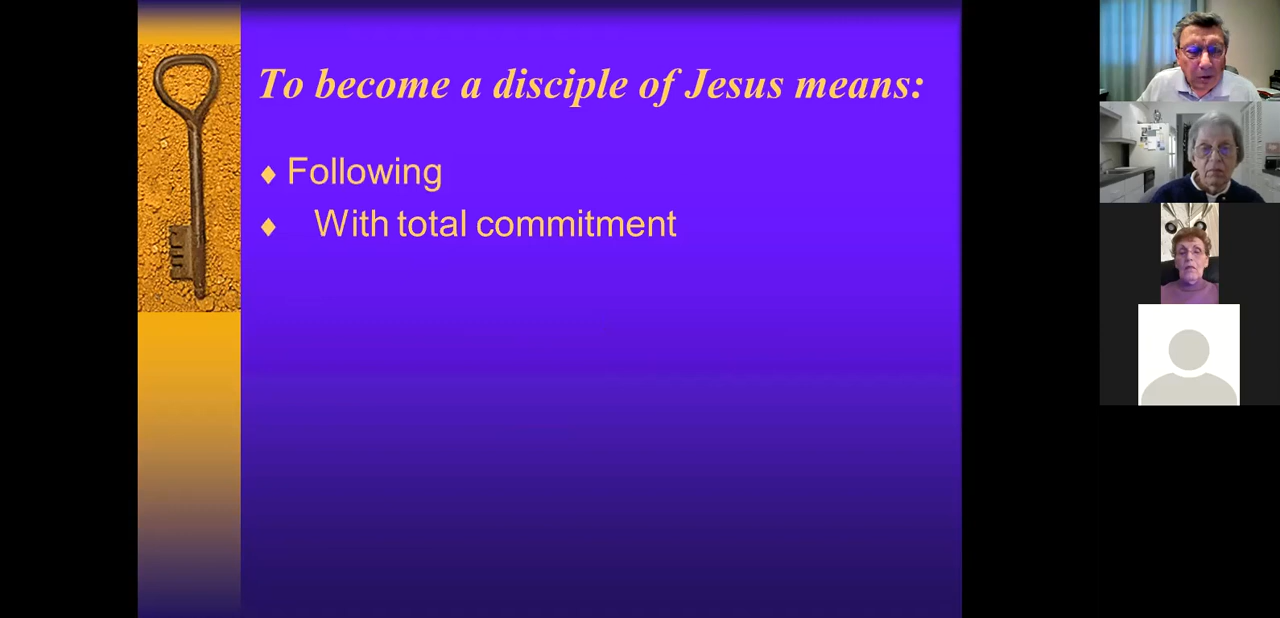 To become a disciple of Jesus means:
Following
With total commitment